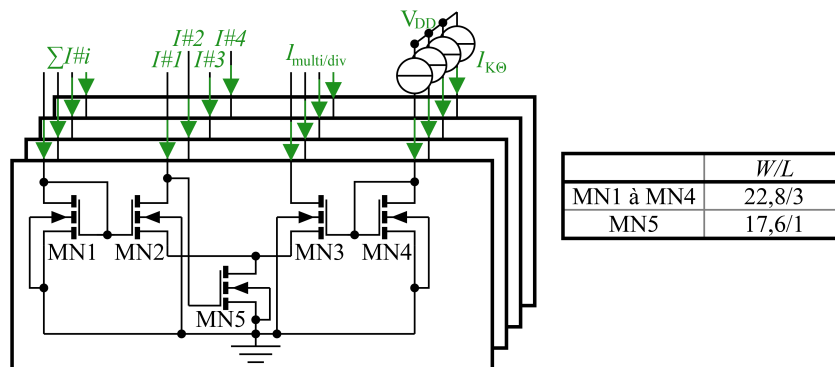 V_DD
I#2 I#4
∑I#i I#1 I#3 I_multi/div I_KΘ
MN1 MN2 MN3 MN4
MN5
W/L
MN1 à MN4 22,8/3
MN5 17,6/1